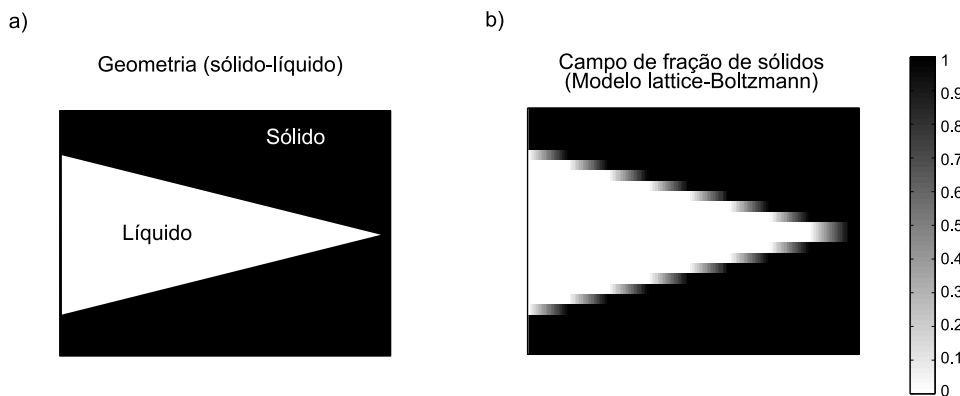 a)
Geometria (sólido-líquido)
Sólido
Líquido
b)
Campo de fração de sólidos
(Modelo lattice-Boltzmann)
1
0.9
0.8
0.7
0.6
0.5
0.4
0.3
0.2
0.1
0